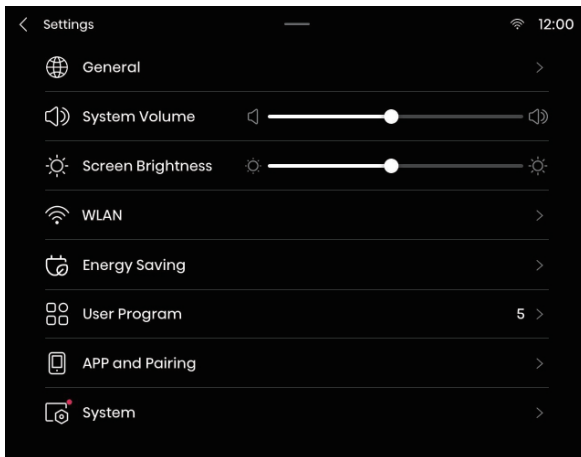 Settings 12:00
General
System Volume
Screen Brightness
WLAN
Energy Saving
User Program 5
APP and Pairing
System